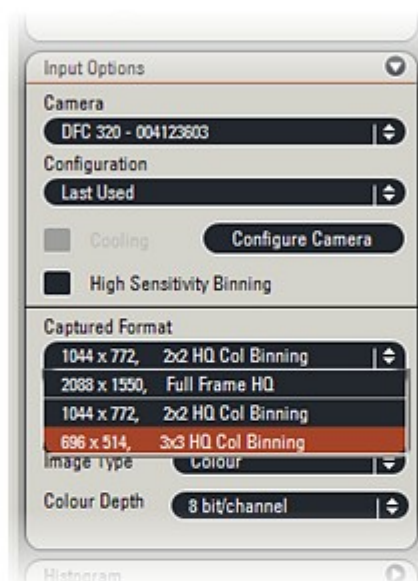 Input Options
Camera
DFC 320 - 004123603
Configuration
Last Used
Cooling
Configure Camera
High Sensitivity Binning
Captured Format
1044 x 772, 2x2 HQ Col Binning
2088 x 1550, Full Frame HQ
1044 x 772, 2x2 HQ Col Binning
696 x 514, 3x3 HQ Col Binning
Image Type
Colour
Colour Depth
8 bit/channel
Histogram